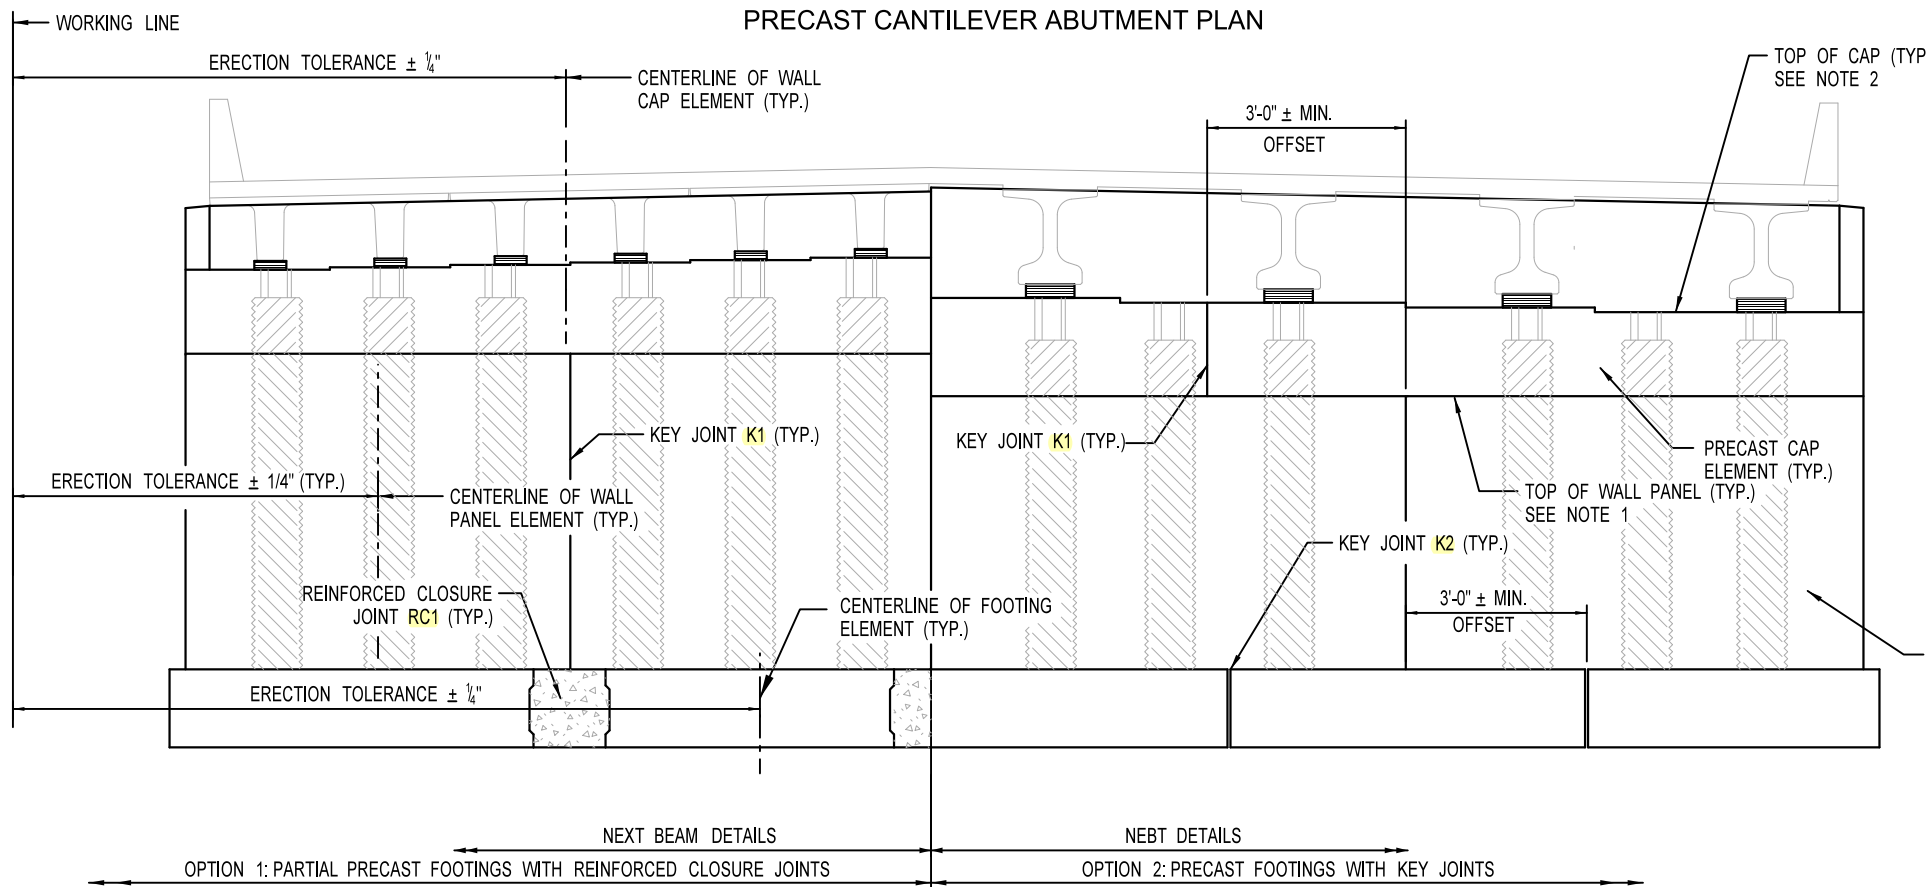 PRECAST CANTILEVER ABUTMENT PLAN
WORKING LINE
ERECTION TOLERANCE ± 1/4"
CENTERLINE OF WALL
CAP ELEMENT (TYP.)
TOP OF CAP (TYP
SEE NOTE 2
3'-0" ± MIN.
OFFSET
KEY JOINT K1 (TYP.)
KEY JOINT K1 (TYP.)
PRECAST CAP
ELEMENT (TYP.)
ERECTION TOLERANCE ± 1/4" (TYP.)
CENTERLINE OF WALL
PANEL ELEMENT (TYP.)
TOP OF WALL PANEL (TYP.)
SEE NOTE 1
KEY JOINT K2 (TYP.)
REINFORCED CLOSURE
JOINT RC1 (TYP.)
CENTERLINE OF FOOTING
ELEMENT (TYP.)
3'-0" ± MIN.
OFFSET
ERECTION TOLERANCE ± 1/4"
NEXT BEAM DETAILS
NEBT DETAILS
OPTION 1: PARTIAL PRECAST FOOTINGS WITH REINFORCED CLOSURE JOINTS
OPTION 2: PRECAST FOOTINGS WITH KEY JOINTS